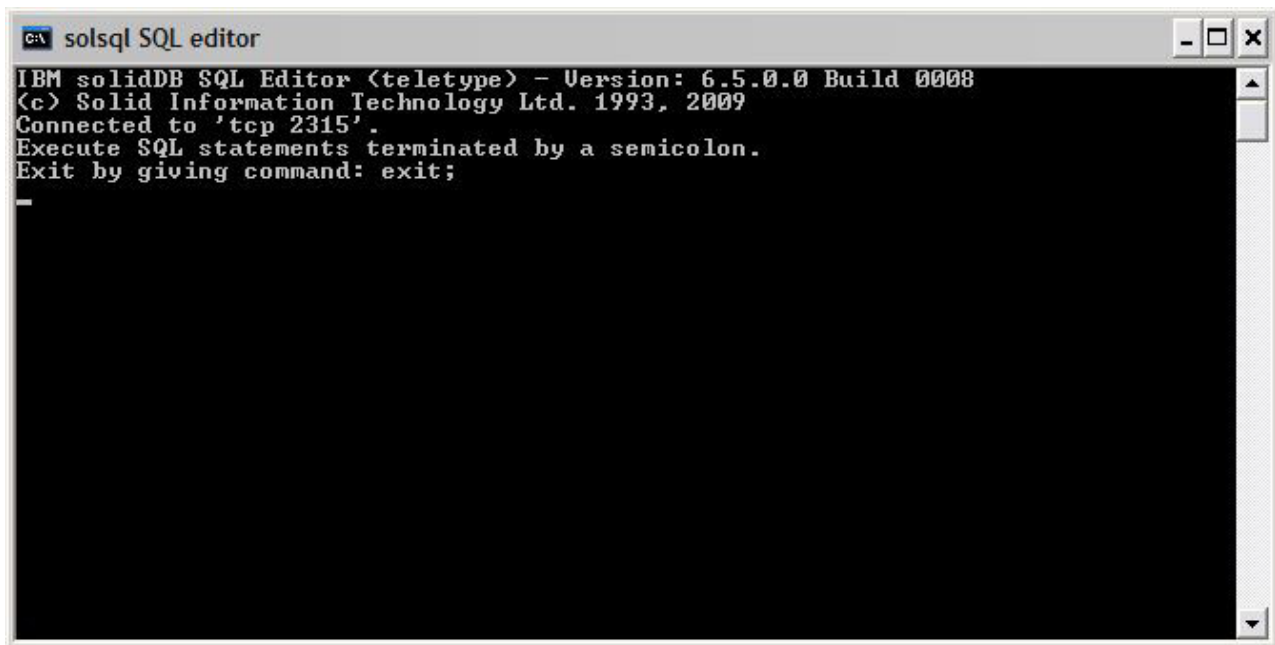 solsql SQL editor
IBM solidDB SQL Editor (teletype) - Version: 6.5.0.0 Build 0008
(c) Solid Information Technology Ltd. 1993, 2009
Connected to 'tcp 2315'.
Execute SQL statements terminated by a semicolon.
Exit by giving command: exit;